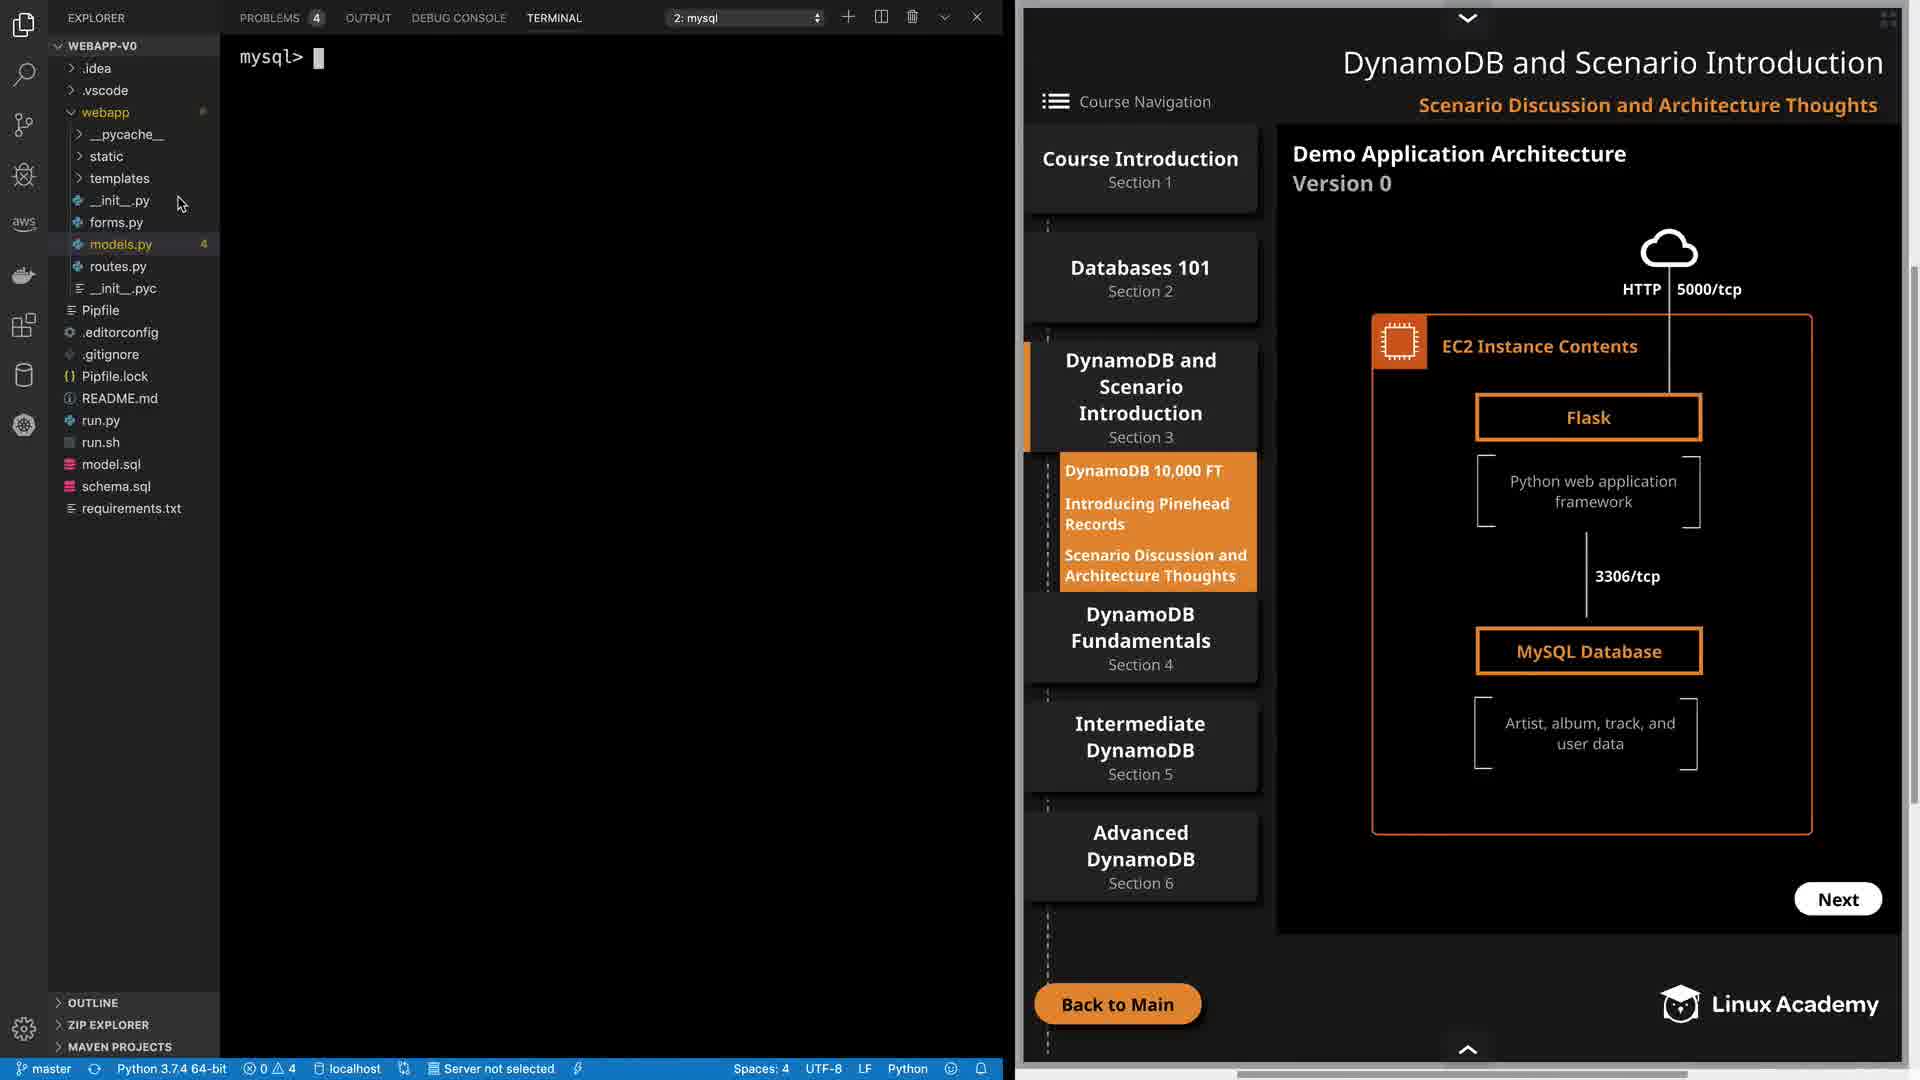 EXPLORER
WEBAPP-V0
.idea
.vscode
webapp
__pycache__
static
templates
__init__.py
forms.py
models.py 4
routes.py
__init__.pyc
Pipfile
.editorconfig
.gitignore
Pipfile.lock
README.md
run.py
run.sh
model.sql
schema.sql
requirements.txt
OUTLINE
ZIP EXPLORER
MAVEN PROJECTS
aws
PROBLEMS 4 OUTPUT DEBUG CONSOLE TERMINAL 2: mysql
mysql>
master Python 3.7.4 64-bit 0 4 localhost Server not selected Spaces: 4 UTF-8 LF Python
DynamoDB and Scenario Introduction
Scenario Discussion and Architecture Thoughts
Course Navigation
Course Introduction
Section 1
Databases 101
Section 2
DynamoDB and
Scenario
Introduction
Section 3
DynamoDB 10,000 FT
Introducing Pinehead
Records
Scenario Discussion and
Architecture Thoughts
DynamoDB
Fundamentals
Section 4
Intermediate
DynamoDB
Section 5
Advanced
DynamoDB
Section 6
Back to Main
Demo Application Architecture
Version 0
HTTP 5000/tcp
EC2 Instance Contents
Flask
Python web application
framework
3306/tcp
MySQL Database
Artist, album, track, and
user data
Next
Linux Academy